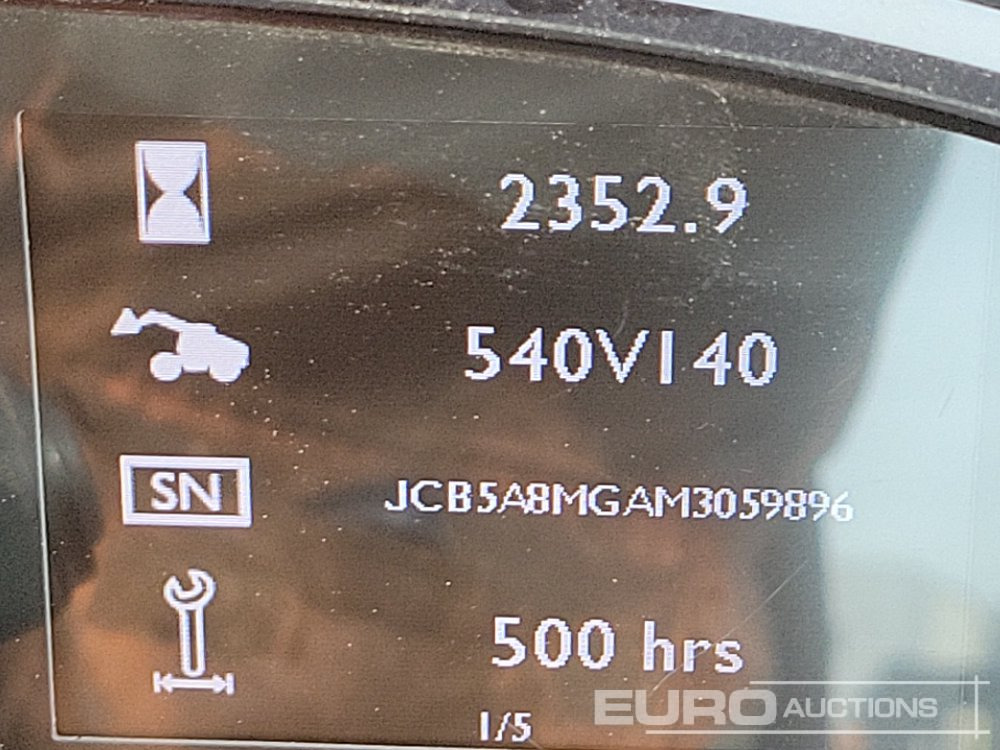 2352.9
540V140
SN JCB5A8MGAM3059896
500 hrs
1/5
EURO AUCTIONS